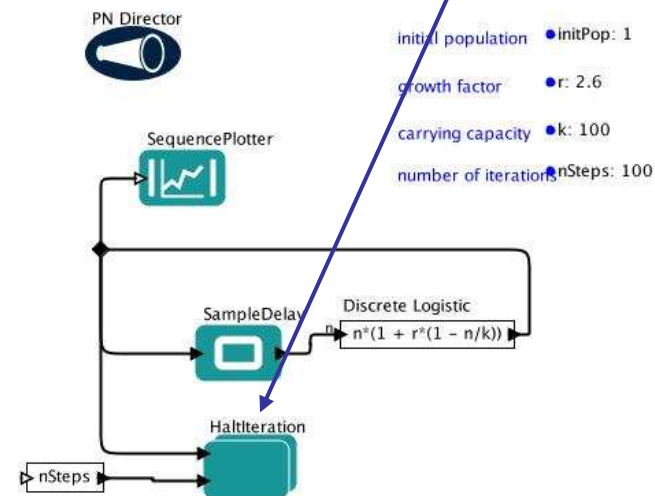 PN Director
initial population initPop: 1
growth factor r: 2.6
carrying capacity k: 100
number of iterations nSteps: 100
SequencePlotter
SampleDelay
Discrete Logistic
n
n*(1 + r*(1 - n/k))
HaltIteration
nSteps